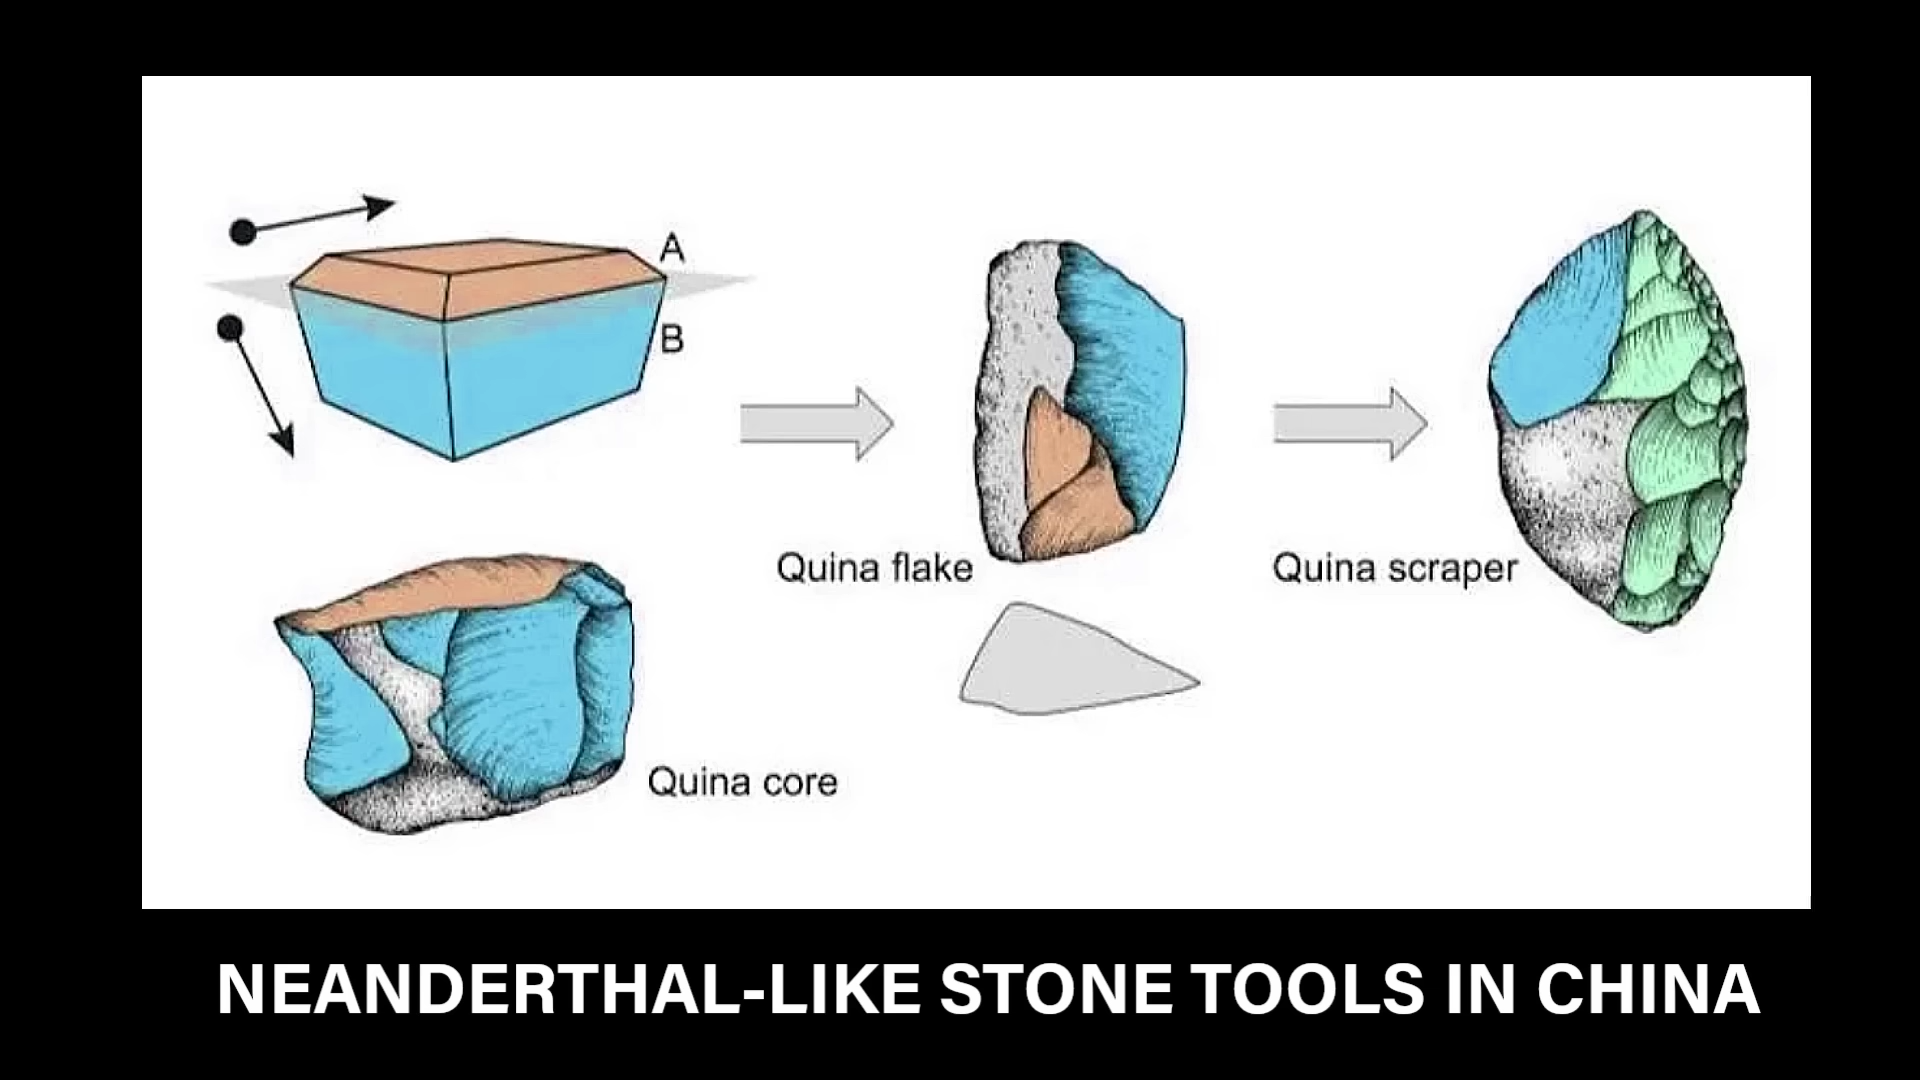 A
B
Quina flake
Quina scraper
Quina core
NEANDERTHAL-LIKE STONE TOOLS IN CHINA